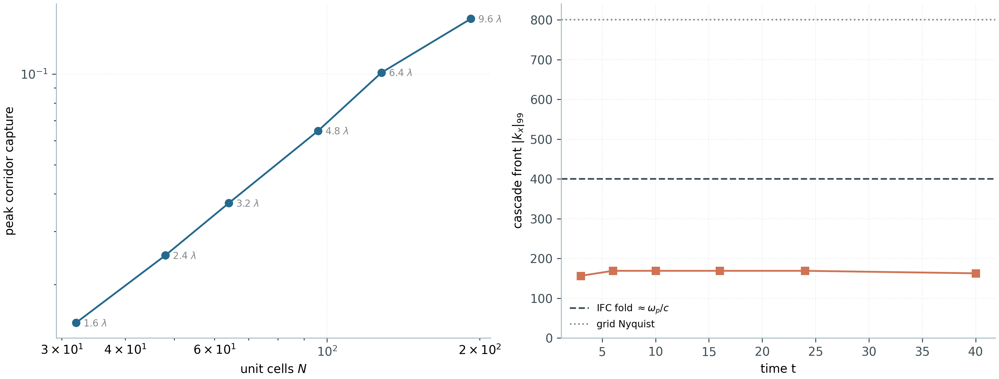 peak corridor capture
10⁻¹
9.6 λ
6.4 λ
4.8 λ
3.2 λ
2.4 λ
1.6 λ
3 × 10¹
4 × 10¹
6 × 10¹
10²
2 × 10²
unit cells N
cascade front |kₓ|₉₉
800
700
600
500
400
300
200
100
0
IFC fold ≈ ωₚ/c
grid Nyquist
5
10
15
20
25
30
35
40
time t